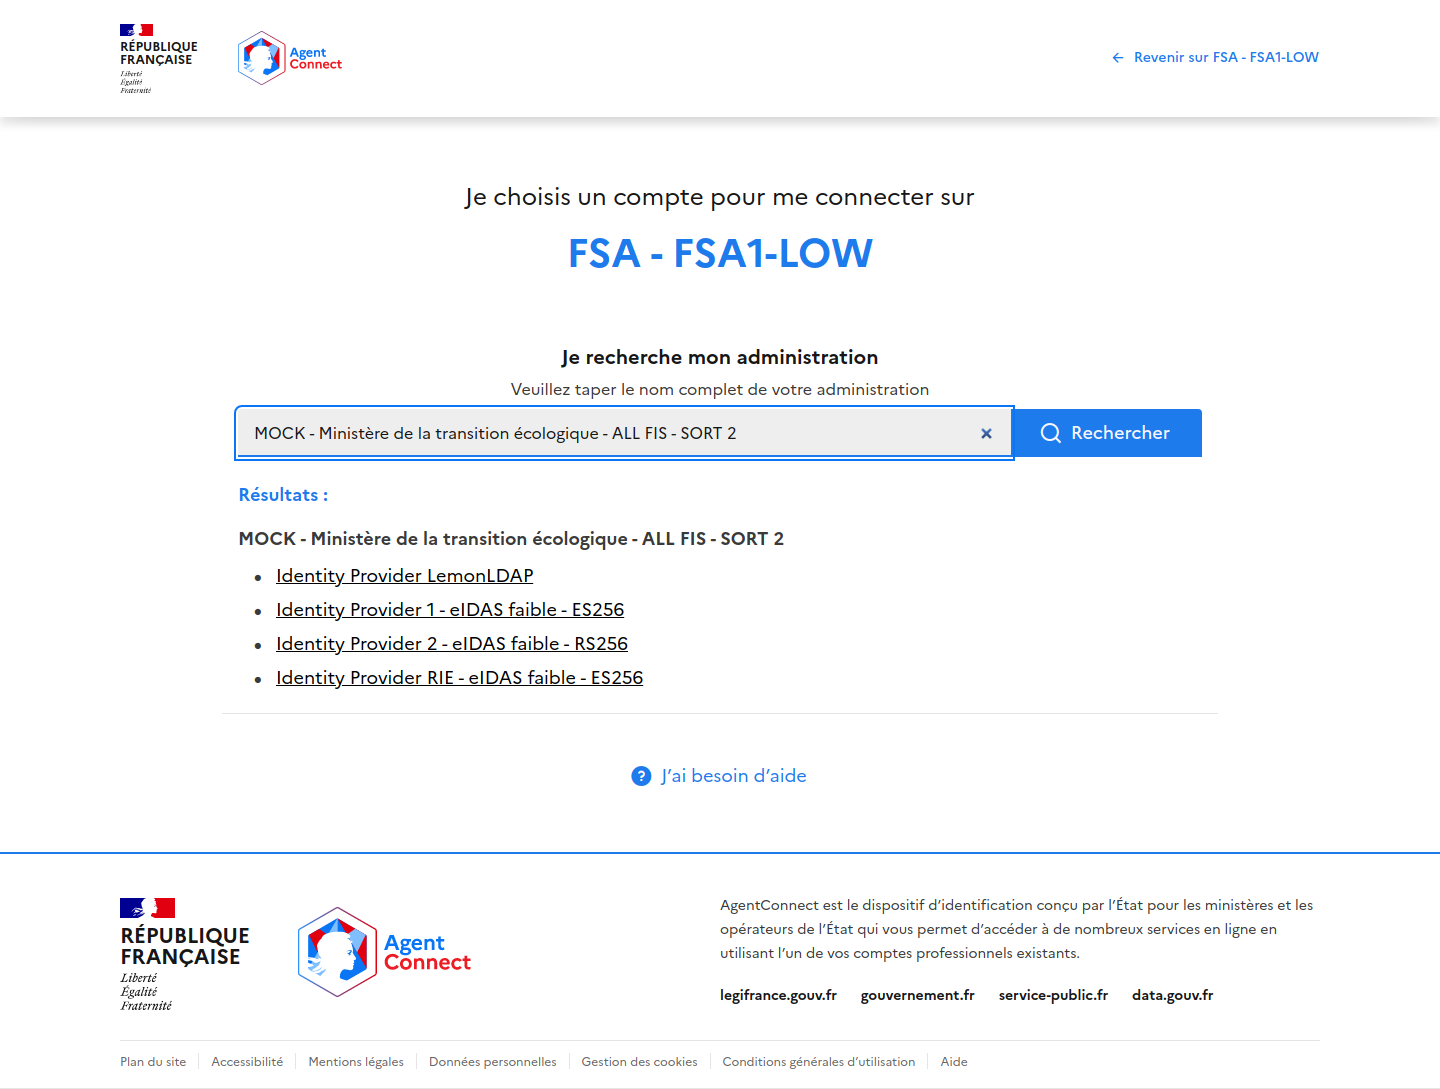 RÉPUBLIQUE
FRANÇAISE
Liberté
Égalité
Fraternité
Agent
Connect
← Revenir sur FSA - FSA1-LOW
Je choisis un compte pour me connecter sur
FSA - FSA1-LOW
Je recherche mon administration
Veuillez taper le nom complet de votre administration
MOCK - Ministère de la transition écologique - ALL FIS - SORT 2
Rechercher
Résultats :
MOCK - Ministère de la transition écologique - ALL FIS - SORT 2
Identity Provider LemonLDAP
Identity Provider 1 - eIDAS faible - ES256
Identity Provider 2 - eIDAS faible - RS256
Identity Provider RIE - eIDAS faible - ES256
? J’ai besoin d’aide
RÉPUBLIQUE
FRANÇAISE
Liberté
Égalité
Fraternité
Agent
Connect
AgentConnect est le dispositif d’identification conçu par l’État pour les ministères et les
opérateurs de l’État qui vous permet d’accéder à de nombreux services en ligne en
utilisant l’un de vos comptes professionnels existants.
legifrance.gouv.fr gouvernement.fr service-public.fr data.gouv.fr
Plan du site Accessibilité Mentions légales Données personnelles Gestion des cookies Conditions générales d’utilisation Aide